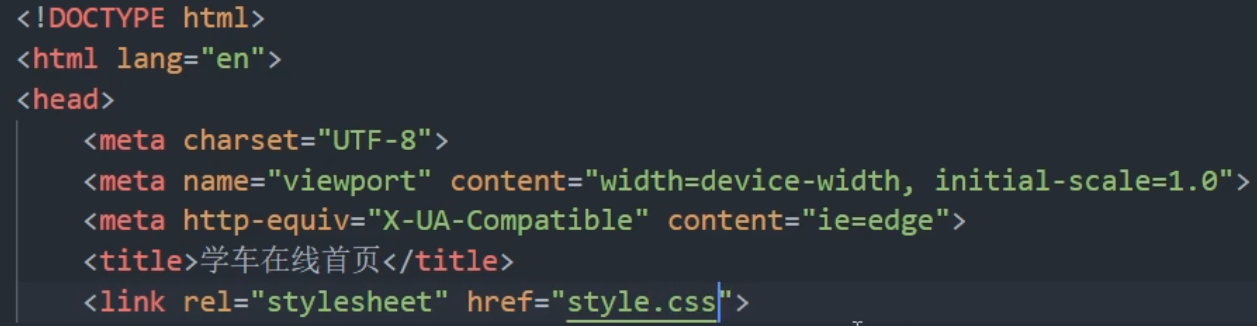 <!DOCTYPE html>
<html lang="en">
<head>
<meta charset="UTF-8">
<meta name="viewport" content="width=device-width, initial-scale=1.0">
<meta http-equiv="X-UA-Compatible" content="ie=edge">
<title>学车在线首页</title>
<link rel="stylesheet" href="style.css">